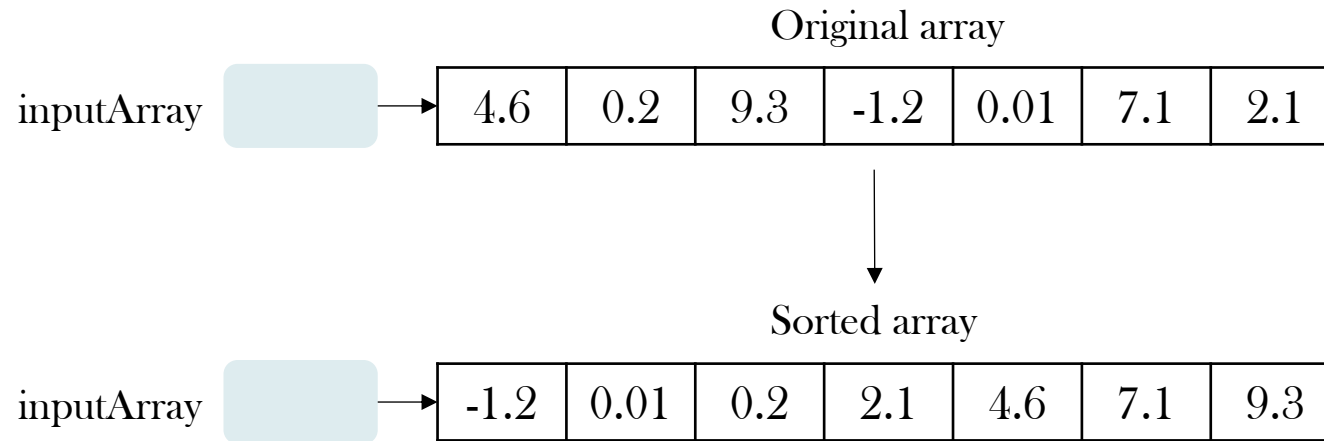 Original array
inputArray 4.6 0.2 9.3 -1.2 0.01 7.1 2.1
Sorted array
inputArray -1.2 0.01 0.2 2.1 4.6 7.1 9.3